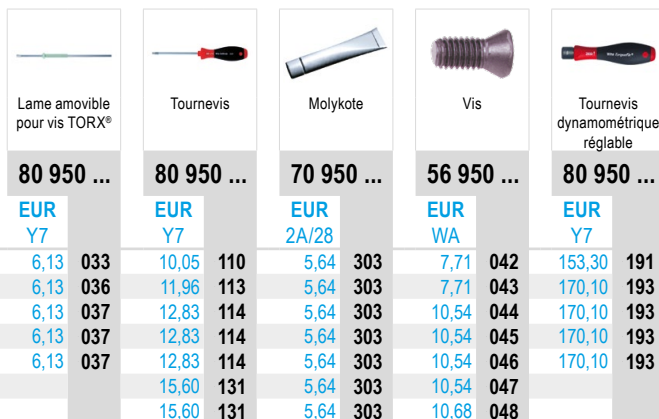 Lame amovible pour vis TORX®
Tournevis
Molykote
Vis
Tournevis dynamométrique réglable
80 950 ... 80 950 ... 70 950 ... 56 950 ... 80 950 ...
EUR EUR EUR EUR EUR
Y7 Y7 2A/28 WA Y7
6,13 033 10,05 110 5,64 303 7,71 042 153,30 191
6,13 036 11,96 113 5,64 303 7,71 043 170,10 193
6,13 037 12,83 114 5,64 303 10,54 044 170,10 193
6,13 037 12,83 114 5,64 303 10,54 045 170,10 193
6,13 037 12,83 114 5,64 303 10,54 046 170,10 193
15,60 131 5,64 303 10,54 047
15,60 131 5,64 303 10,68 048